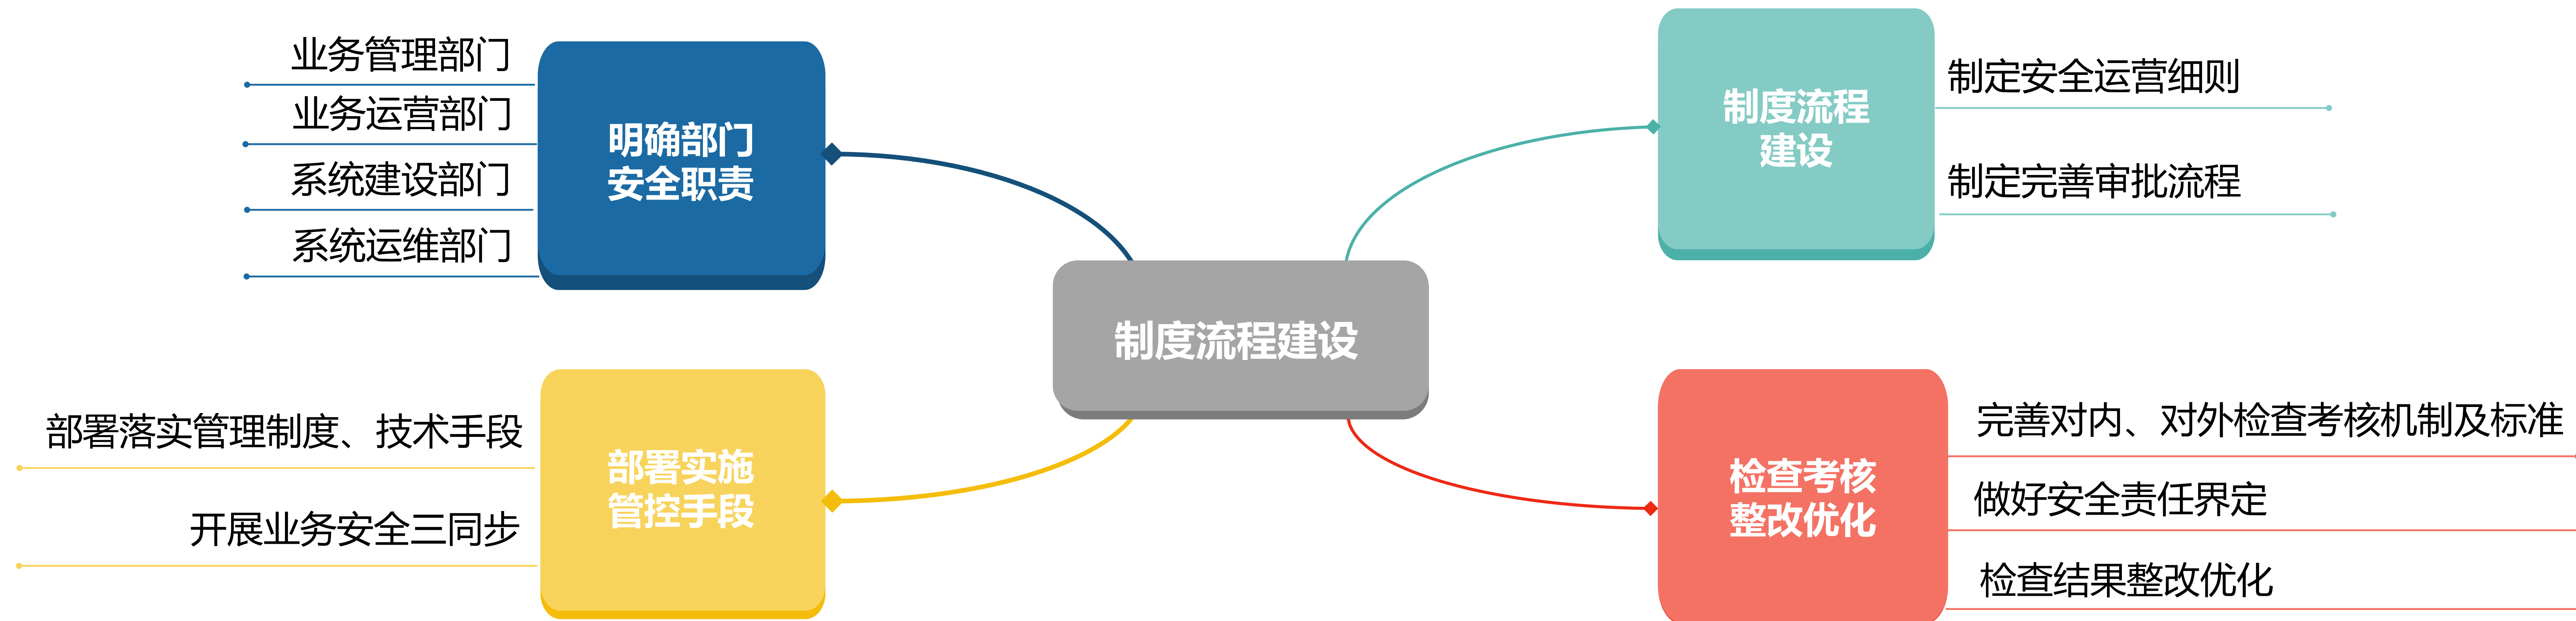 业务管理部门
业务运营部门
系统建设部门
系统运维部门
明确部门
安全职责
制度流程
建设
制定安全运营细则
制定完善审批流程
制度流程建设
部署落实管理制度、技术手段
开展业务安全三同步
部署实施
管控手段
检查考核
整改优化
完善对内、对外检查考核机制及标准
做好安全责任界定
检查结果整改优化